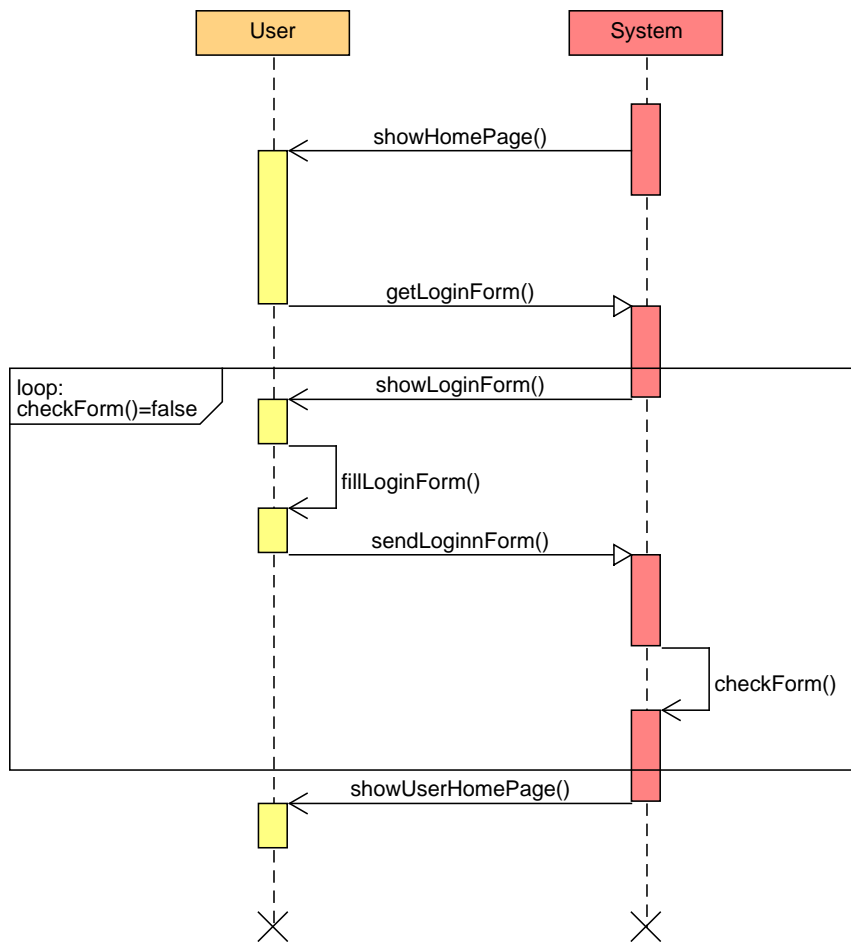 User
System
showHomePage()
getLoginForm()
loop:
checkForm()=false
showLoginForm()
fillLoginForm()
sendLoginnForm()
checkForm()
showUserHomePage()